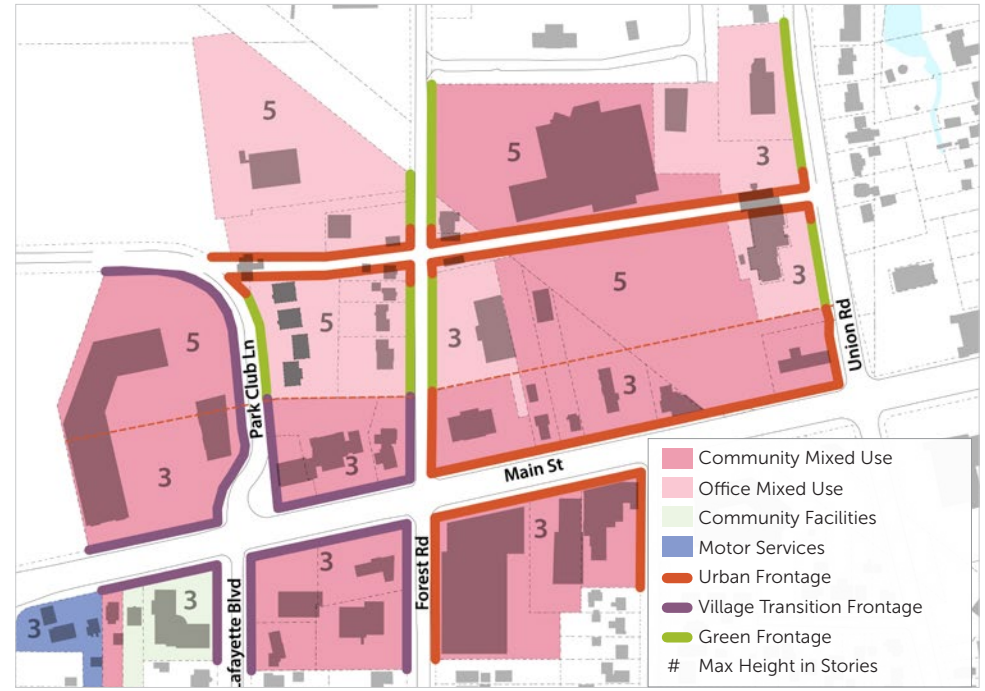 5
5
3
5
3
5
5
3
Park Club Ln
Union Rd
3
3
3
Main St
3
3
Forest Rd
3
3
Lafayette Blvd
Community Mixed Use
Office Mixed Use
Community Facilities
Motor Services
Urban Frontage
Village Transition Frontage
Green Frontage
# Max Height in Stories